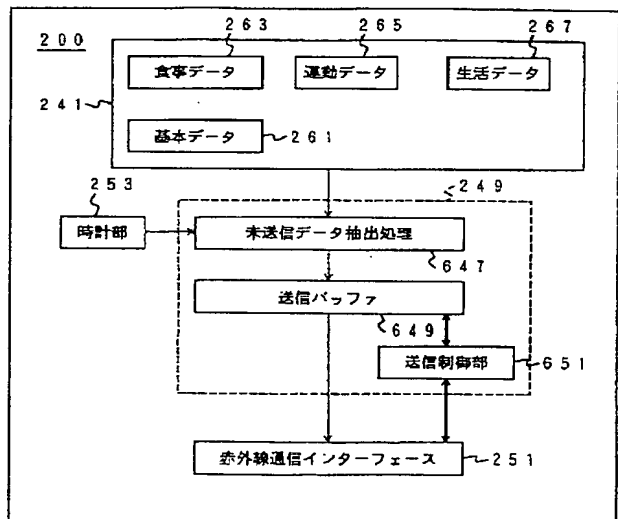 263 265 267
200
食事データ 運動データ 生活データ
241
基本データ 261
253 249
時計部 未送信データ抽出処理
647
送信バッファ
649
送信制御部 651
赤外線通信インターフェース 251